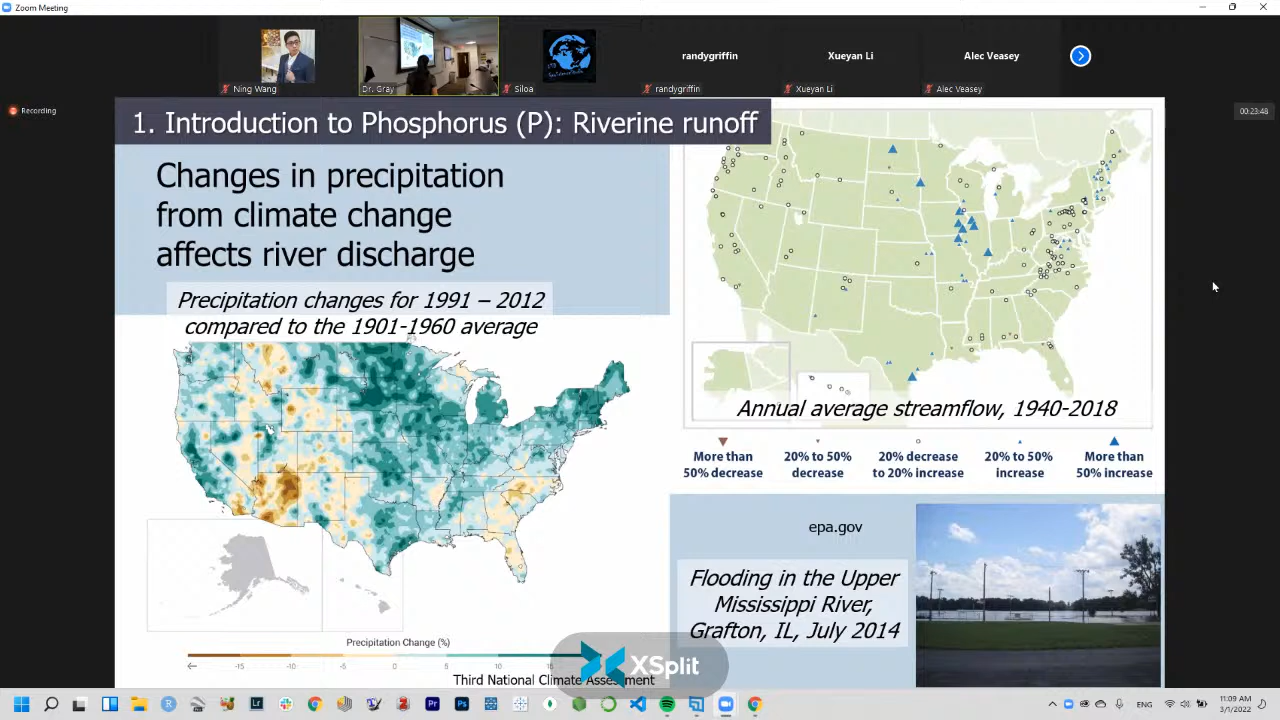 Zoom Meeting
randygriffin
Xueyan Li
Alec Veasey
Ning Wang
Dr. Gray
Siloa
randygriffin
Xueyan Li
Alec Veasey
Recording
00:23:48
1. Introduction to Phosphorus (P): Riverine runoff
Changes in precipitation
from climate change
affects river discharge
Precipitation changes for 1991 – 2012
compared to the 1901-1960 average
Precipitation Change (%)
-15 -10 -5 0 5 10
Third National Climate Assessment
Annual average streamflow, 1940-2018
More than
50% decrease
20% to 50%
decrease
20% decrease
to 20% increase
20% to 50%
increase
More than
50% increase
epa.gov
Flooding in the Upper
Mississippi River,
Grafton, IL, July 2014
XSplit
ENG
11:09 AM
3/1/2022